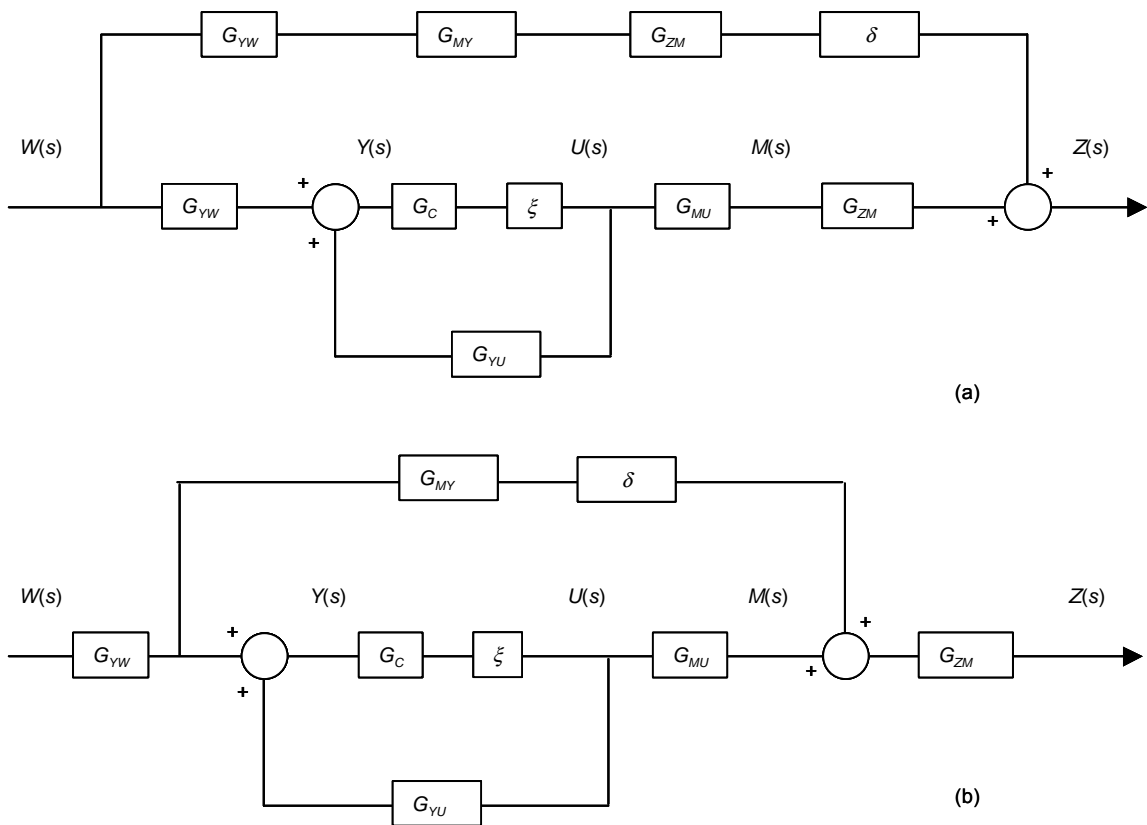 G_YW G_MY G_ZM δ
W(s) Y(s) U(s) M(s) Z(s)
+ +
G_YW G_C ξ G_MU G_ZM
+ +
G_YU
(a)
G_MY δ
W(s) Y(s) U(s) M(s) Z(s)
+ +
G_YW G_C ξ G_MU G_ZM
+ +
G_YU
(b)